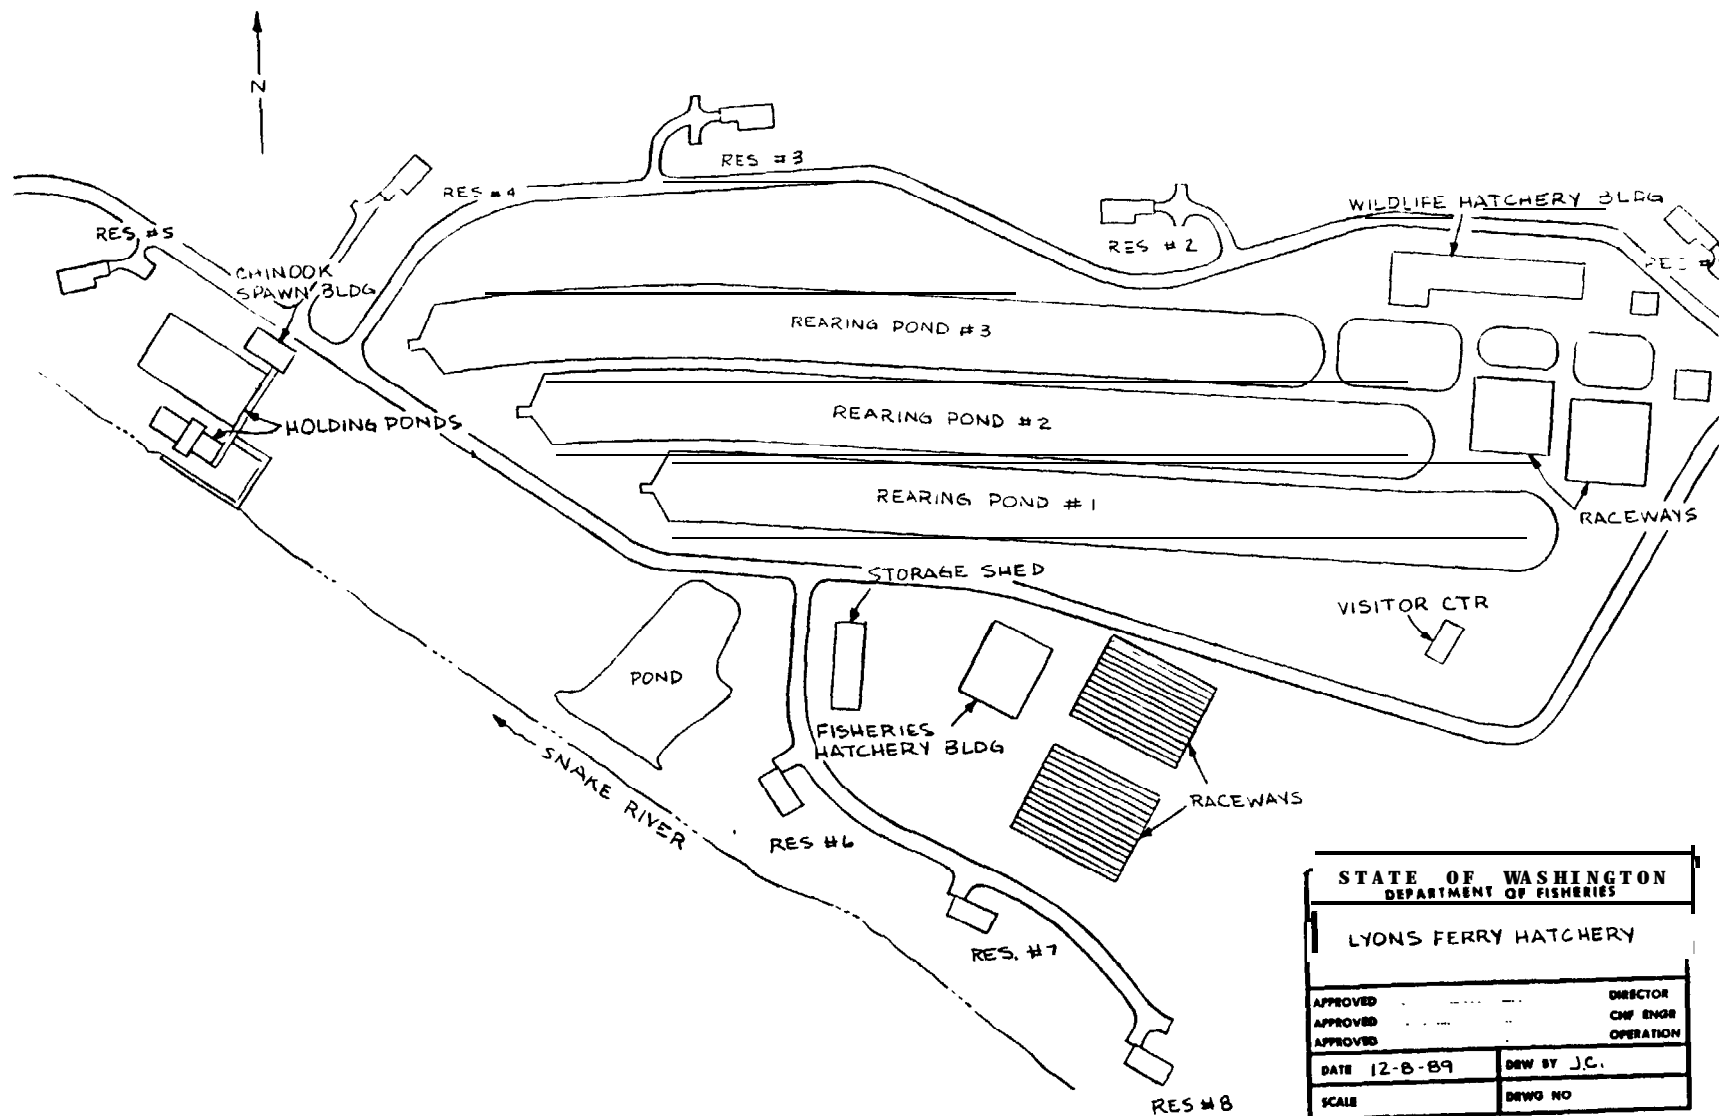 N
RES #3
RES #4
WILDLIFE HATCHERY BLDG
RES #5
RES #2
RES #
CHINOOK
SPAWN BLDG
REARING POND #3
HOLDING PONDS
REARING POND #2
REARING POND #1
RACEWAYS
STORAGE SHED
VISITOR CTR
POND
FISHERIES
HATCHERY BLDG
SNAKE RIVER
RACEWAYS
RES #6
RES. #7
RES #8
STATE OF WASHINGTON
DEPARTMENT OF FISHERIES
LYONS FERRY HATCHERY
APPROVED DIRECTOR
APPROVED CHF ENGR
APPROVED OPERATION
DATE 12-8-89 DRW BY J.C.
SCALE DRWG NO